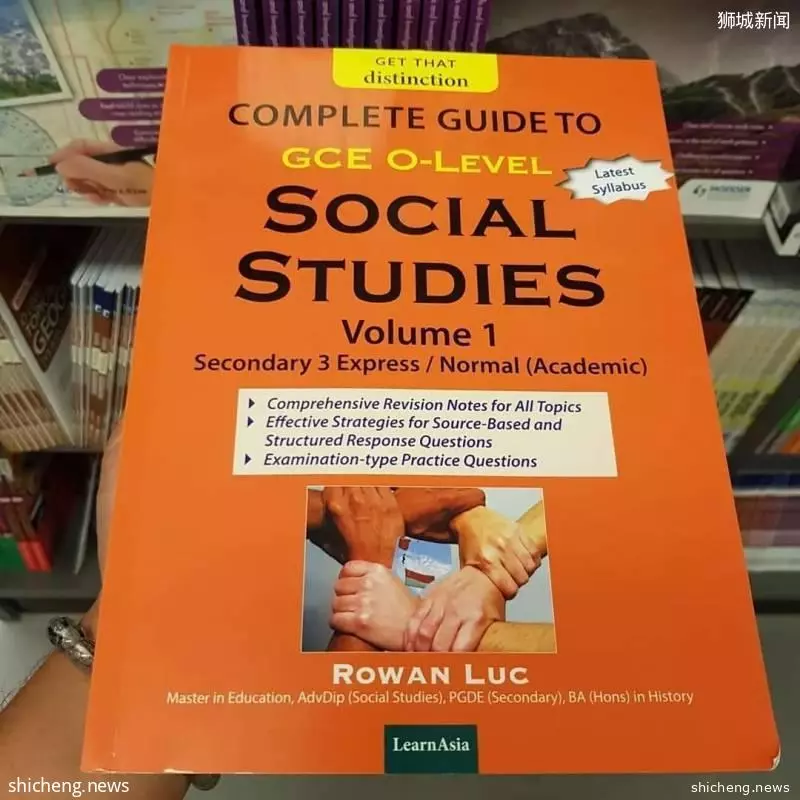 狮城新闻
GET THAT
distinction
COMPLETE GUIDE TO
GCE O-LEVEL
Latest
Syllabus
SOCIAL
STUDIES
Volume 1
Secondary 3 Express / Normal (Academic)
Comprehensive Revision Notes for All Topics
Effective Strategies for Source-Based and
Structured Response Questions
Examination-type Practice Questions
ROWAN LUC
Master in Education, AdvDip (Social Studies), PGDE (Secondary), BA (Hons) in History
LearnAsia
shicheng.news
shicheng.news